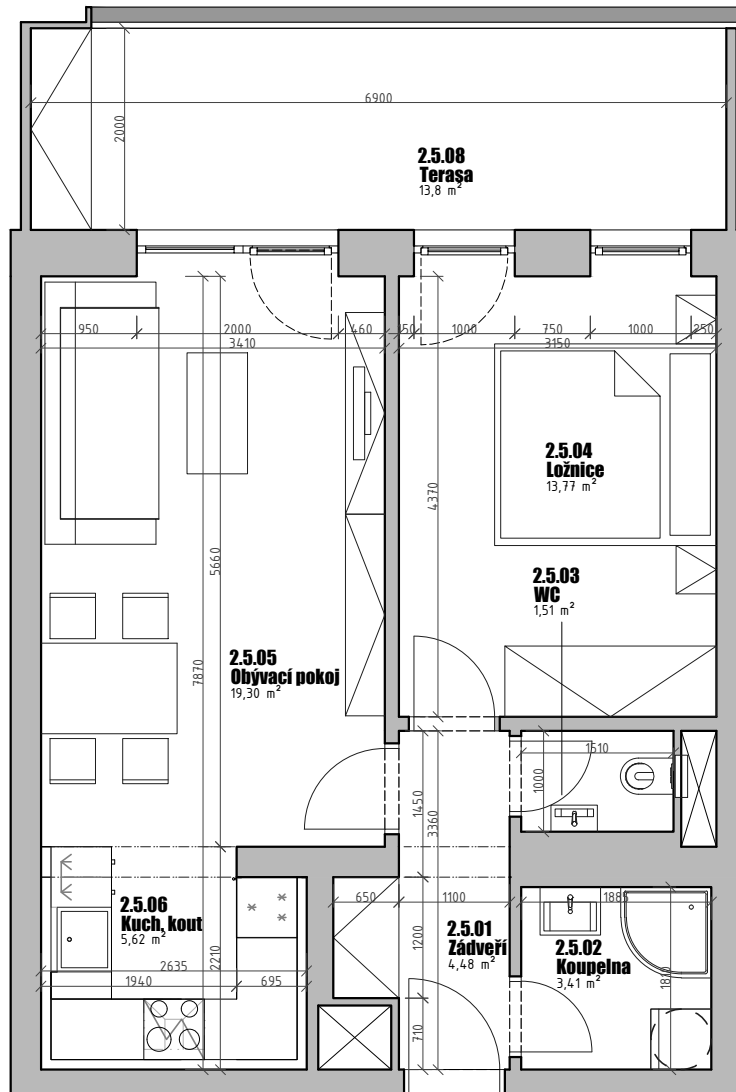 6900
2000
2.5.08
Terasa
13,8 m²
950
2000
460
1000
750
1000
250
3410
3150
4370
2.5.04
Ložnice
13,77 m²
5660
2.5.03
WC
1,51 m²
7870
2.5.05
Obývací pokoj
19,30 m²
1510
1000
1450
3360
650
1100
1885
2.5.06
Kuch, kout
5,62 m²
2.5.01
Zádveří
4,48 m²
1200
2.5.02
Koupelna
3,41 m²
2635
2210
1940
695
710